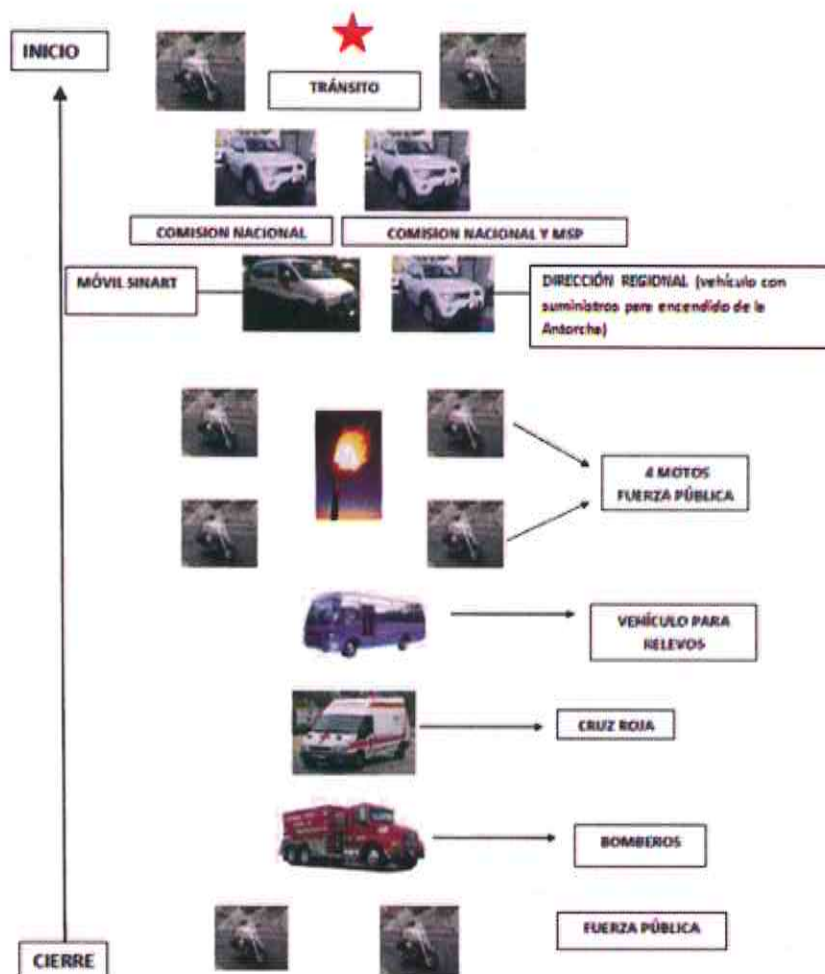 INICIO
TRÁNSITO
COMISION NACIONAL
COMISION NACIONAL Y MSP
MÓVIL SINART
DIRECCIÓN REGIONAL (vehículo con
suministros para encendido de la
Antorcha)
4 MOTOS
FUERZA PÚBLICA
VEHÍCULO PARA
RELEVOS
CRUZ ROJA
BOMBEROS
FUERZA PÚBLICA
CIERRE